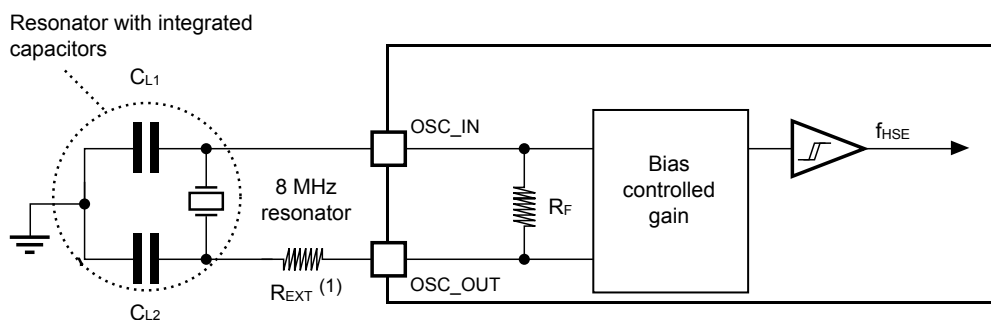 Resonator with integrated
capacitors
CL1
OSC_IN
fHSE
8 MHz
resonator
RF
Bias
controlled
gain
REXT (1)
OSC_OUT
CL2